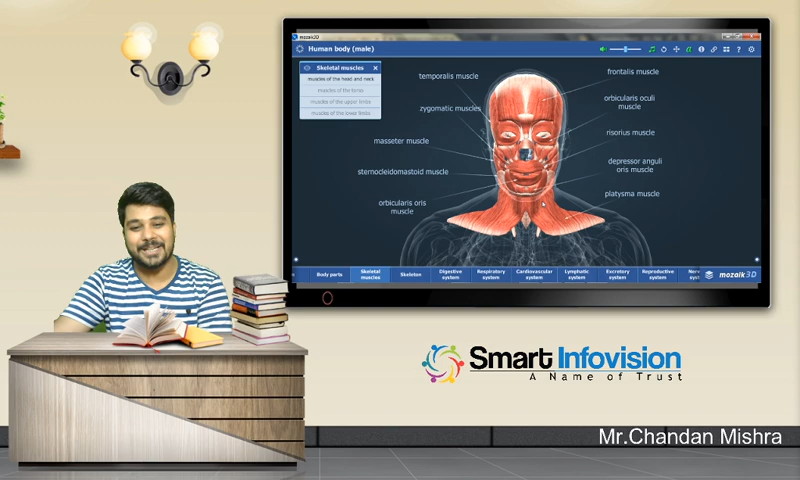 mozaik3D
Human body (male)
Skeletal muscles
muscles of the head and neck
muscles of the torso
muscles of the upper limbs
muscles of the lower limbs
temporalis muscle
zygomatic muscles
masseter muscle
sternocleidomastoid muscle
orbicularis oris
muscle
frontalis muscle
orbicularis oculi
muscle
risorius muscle
depressor anguli
oris muscle
platysma muscle
Body parts
Skeletal
muscles
Skeleton
Digestive
system
Respiratory
system
Cardiovascular
system
Lymphatic
system
Excretory
system
Reproductive
system
Nerv
syst
mozaik3D
Smart Infovision
A Name of Trust
Mr.Chandan Mishra